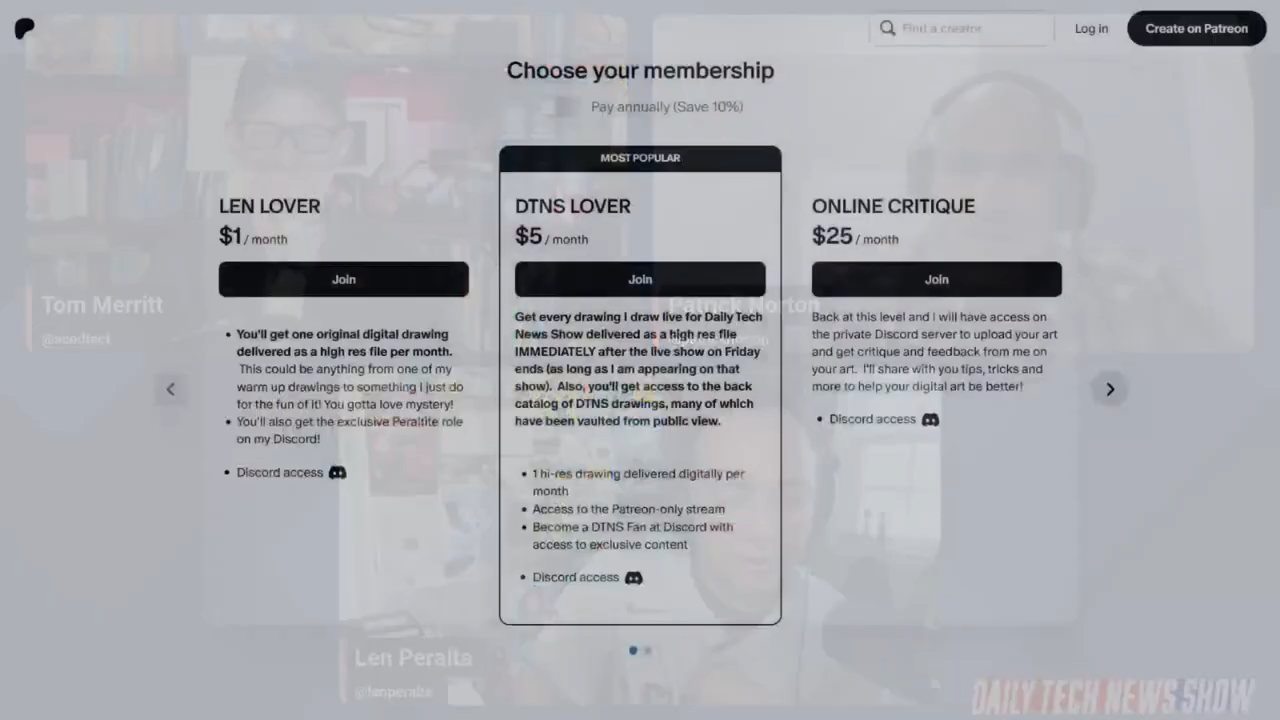 Find a creator
Log in
Create on Patreon
Choose your membership
Pay annually (Save 10%)
MOST POPULAR
LEN LOVER
$1 / month
Join
You'll get one original digital drawing
delivered as a high res file per month.
This could be anything from one of my
warm up drawings to something I just do
for the fun of it! You gotta love mystery!
You'll also get the exclusive Peraltite role
on my Discord!
Discord access
DTNS LOVER
$5 / month
Join
Get every drawing I draw live for Daily Tech
News Show delivered as a high res file
IMMEDIATELY after the live show on Friday
ends (as long as I am appearing on that
show). Also, you'll get access to the back
catalog of DTNS drawings, many of which
have been vaulted from public view.
1 hi-res drawing delivered digitally per
month
Access to the Patreon-only stream
Become a DTNS Fan at Discord with
access to exclusive content
Discord access
ONLINE CRITIQUE
$25 / month
Join
Back at this level and I will have access on
the private Discord server to upload your art
and get critique and feedback from me on
your art. I'll share with you tips, tricks and
more to help your digital art be better!
Discord access
Tom Merritt
@acedtect
Patrick Norton
Len Peralta
@lenperalta
DAILY TECH NEWS SHOW